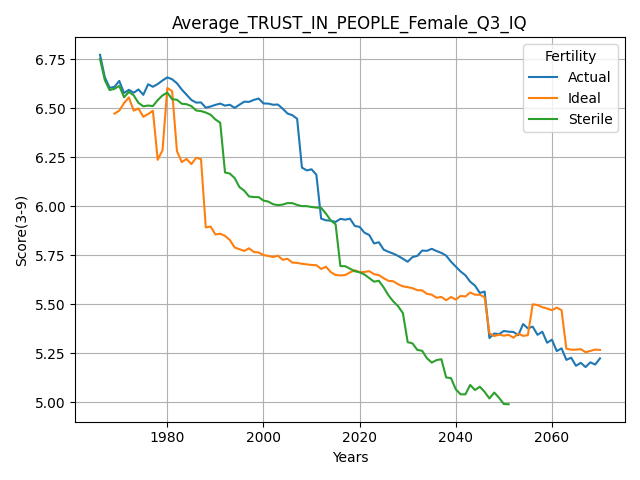 Average_TRUST_IN_PEOPLE_Female_Q3_IQ
Fertility
Actual
Ideal
Sterile
Score(3-9)
6.75
6.50
6.25
6.00
5.75
5.50
5.25
5.00
1980
2000
2020
2040
2060
Years